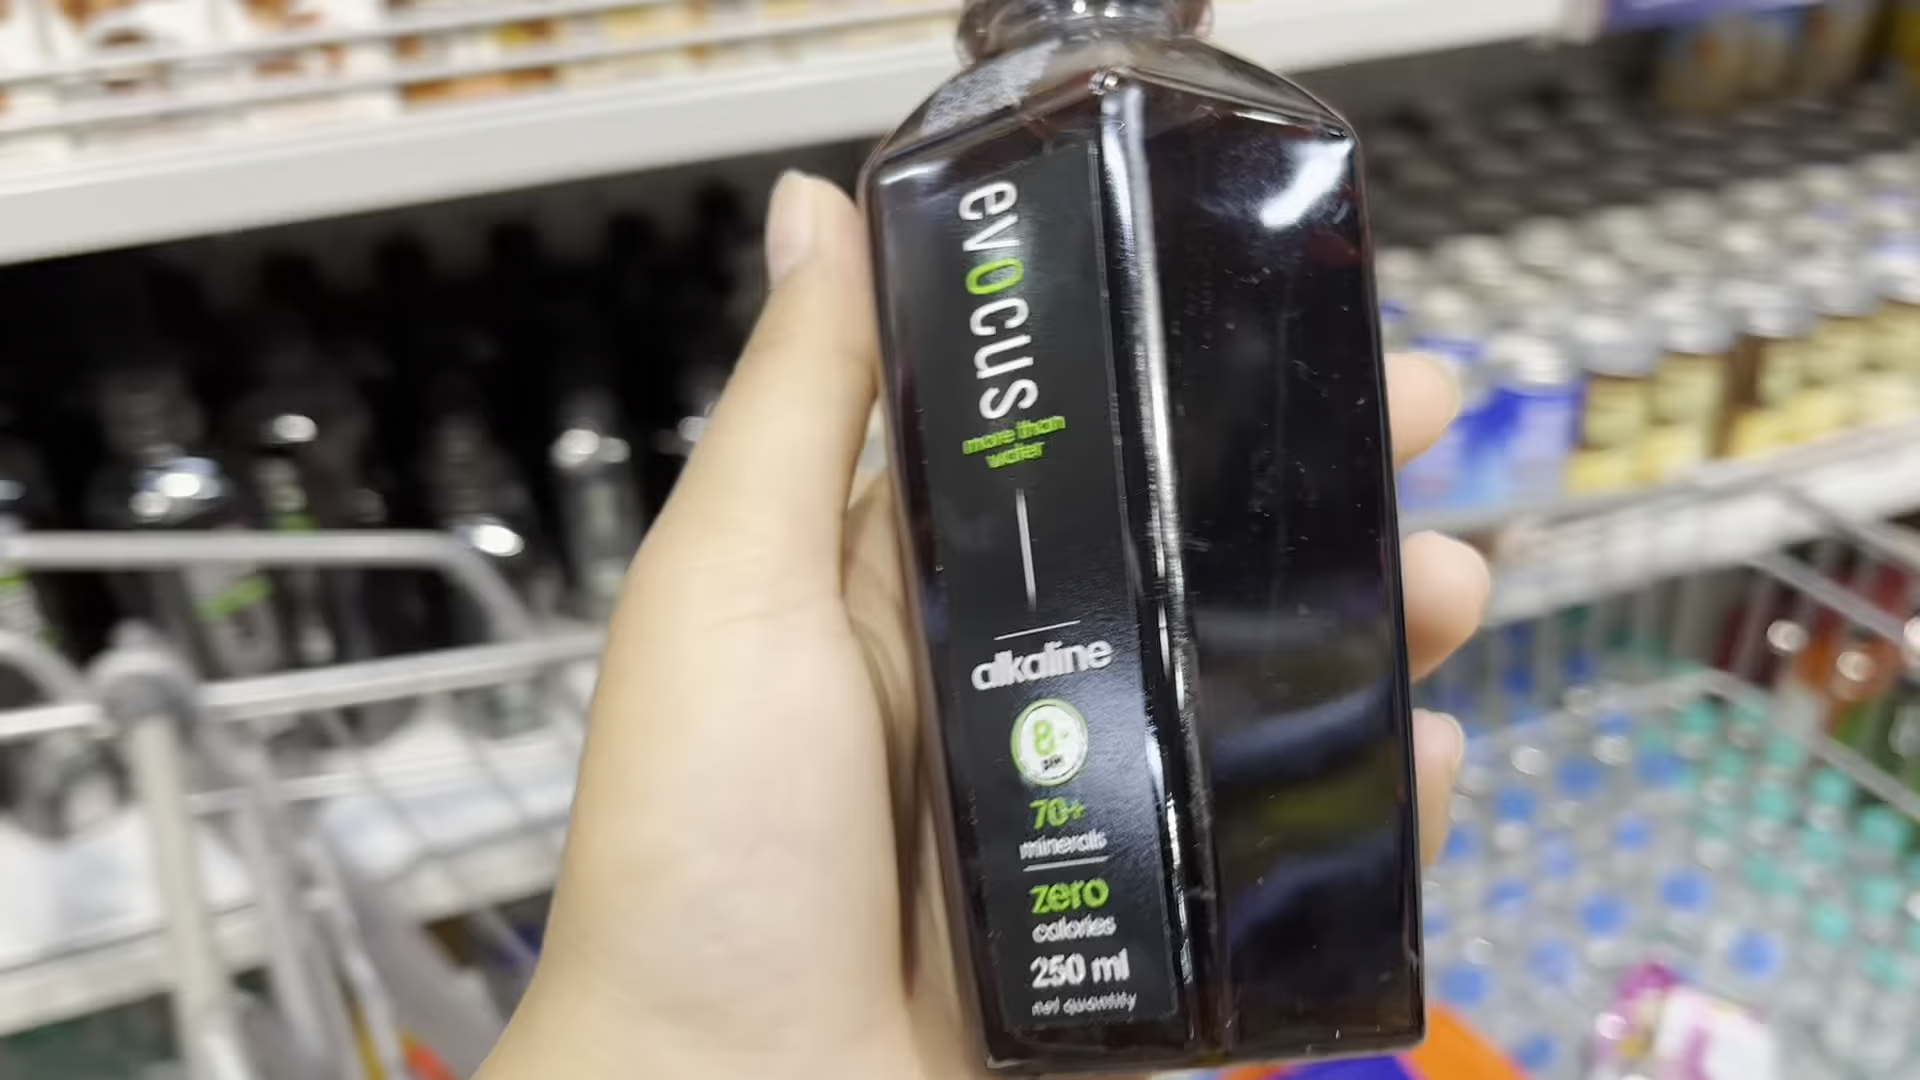 evocus
more than
water
alkaline
8+
pH
70+
minerals
zero
calories
250 ml
net quantity